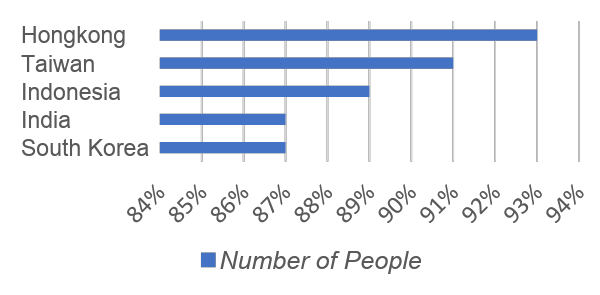 Hongkong
Taiwan
Indonesia
India
South Korea
84% 85% 86% 87% 88% 89% 90% 91% 92% 93% 94%
Number of People